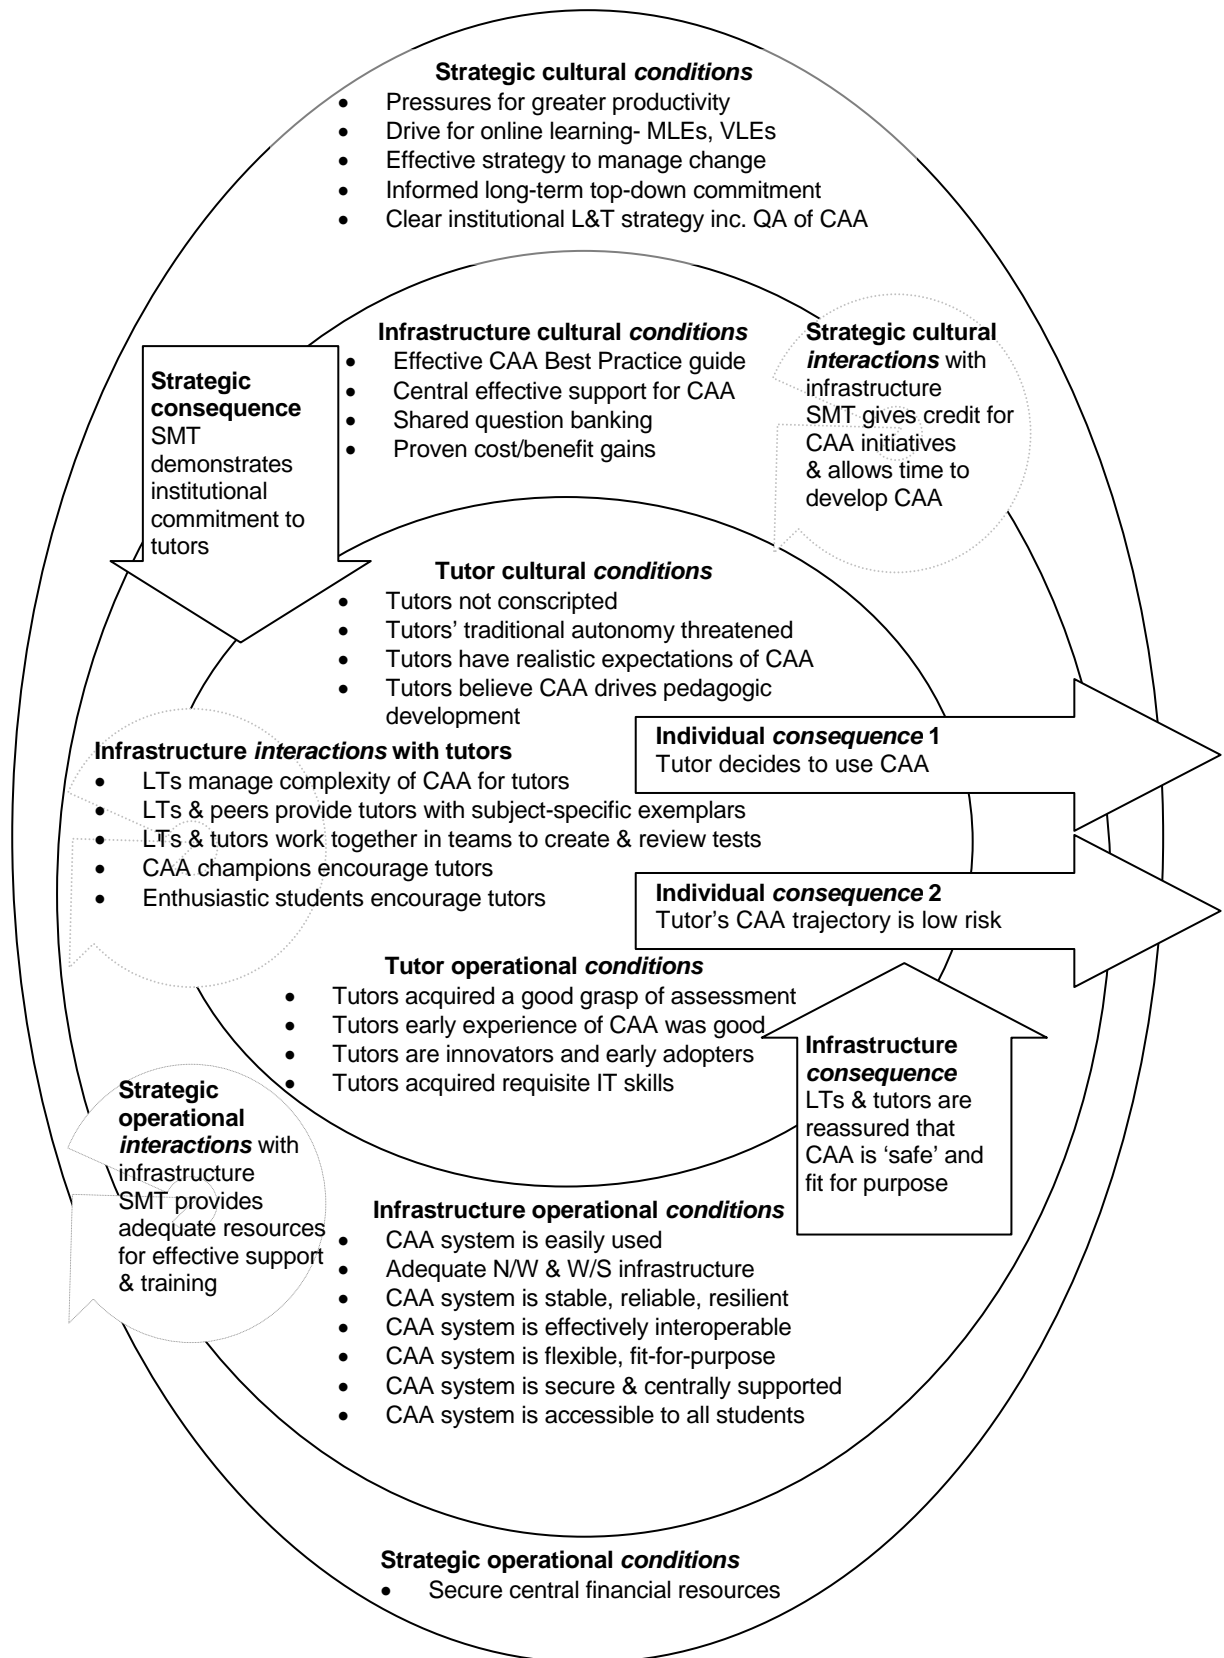 Strategic cultural conditions
• Pressures for greater productivity
• Drive for online learning- MLEs, VLEs
• Effective strategy to manage change
• Informed long-term top-down commitment
• Clear institutional L&T strategy inc. QA of CAA
Infrastructure cultural conditions
• Effective CAA Best Practice guide
• Central effective support for CAA
• Shared question banking
• Proven cost/benefit gains
Strategic cultural
interactions with
infrastructure
SMT gives credit for
CAA initiatives
& allows time to
develop CAA
Strategic
consequence
SMT
demonstrates
institutional
commitment to
tutors
Tutor cultural conditions
• Tutors not conscripted
• Tutors’ traditional autonomy threatened
• Tutors have realistic expectations of CAA
• Tutors believe CAA drives pedagogic
development
Individual consequence 1
Tutor decides to use CAA
Infrastructure interactions with tutors
• LTs manage complexity of CAA for tutors
• LTs & peers provide tutors with subject-specific exemplars
• LTs & tutors work together in teams to create & review tests
• CAA champions encourage tutors
• Enthusiastic students encourage tutors
Individual consequence 2
Tutor’s CAA trajectory is low risk
Tutor operational conditions
• Tutors acquired a good grasp of assessment
• Tutors early experience of CAA was good
• Tutors are innovators and early adopters
• Tutors acquired requisite IT skills
Infrastructure
consequence
LTs & tutors are
reassured that
CAA is ‘safe’ and
fit for purpose
Strategic
operational
interactions with
infrastructure
SMT provides
adequate resources
for effective support
& training
Infrastructure operational conditions
• CAA system is easily used
• Adequate N/W & W/S infrastructure
• CAA system is stable, reliable, resilient
• CAA system is effectively interoperable
• CAA system is flexible, fit-for-purpose
• CAA system is secure & centrally supported
• CAA system is accessible to all students
Strategic operational conditions
• Secure central financial resources